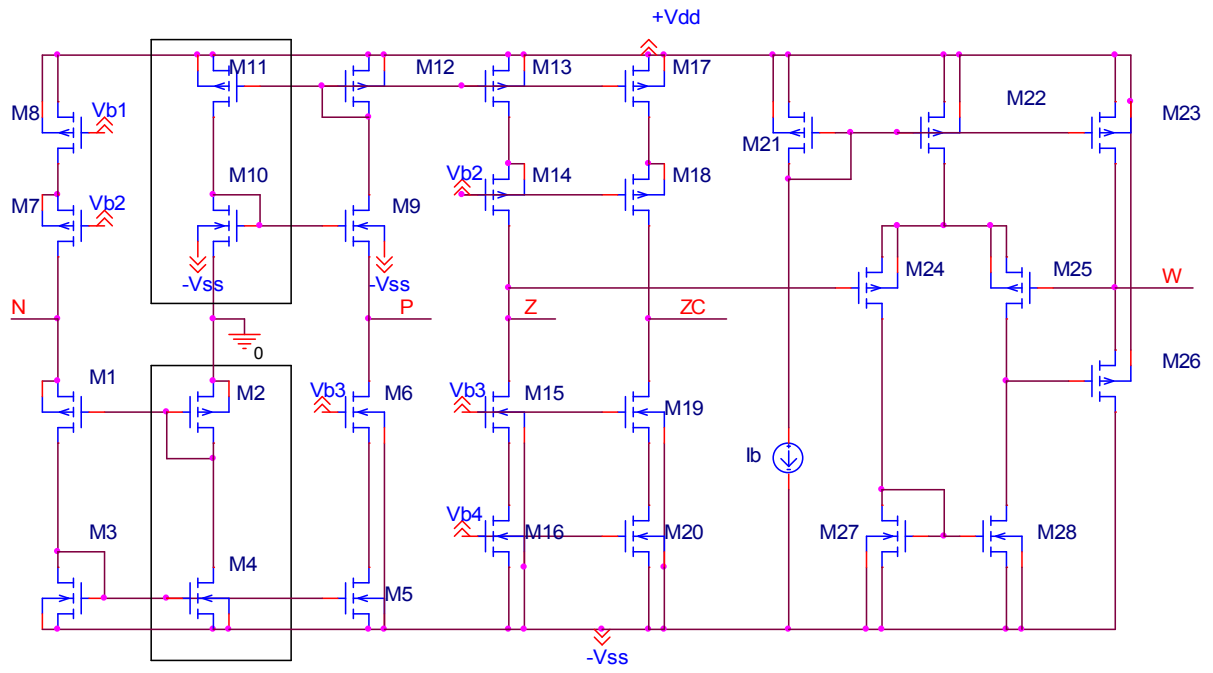 +Vdd
M11
M12
M13
M17
M8
Vb1
M22
M23
M21
M10
Vb2
M14
M18
M7
Vb2
M9
-Vss
-Vss
M24
M25
W
N
P
Z
ZC
0
M1
M2
Vb3
M6
Vb3
M15
M19
M26
Ib
M3
Vb4
M16
M20
M27
M28
M4
M5
-Vss